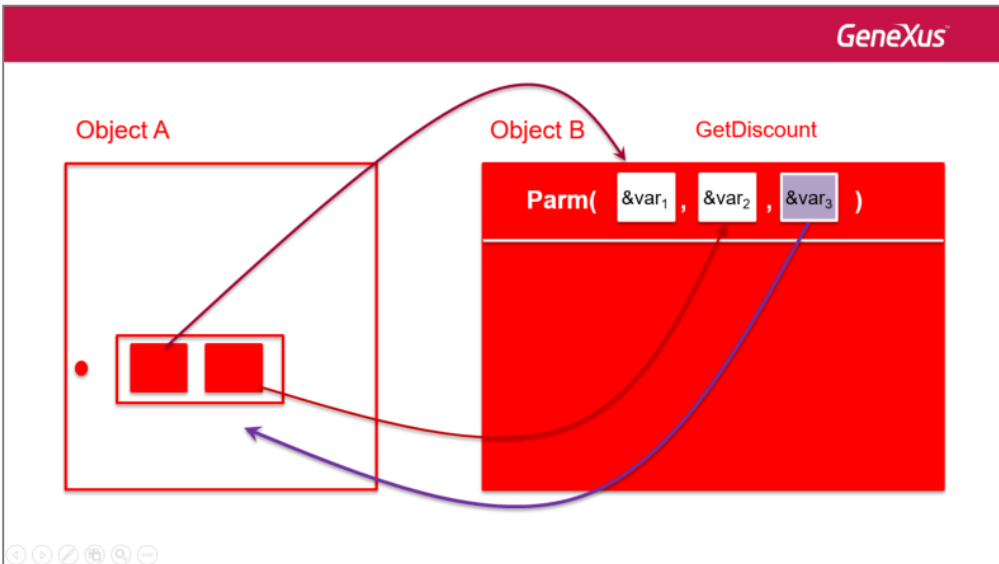 GeneXus
Object A
Object B
GetDiscount
Parm( &var₁ , &var₂ , &var₃ )